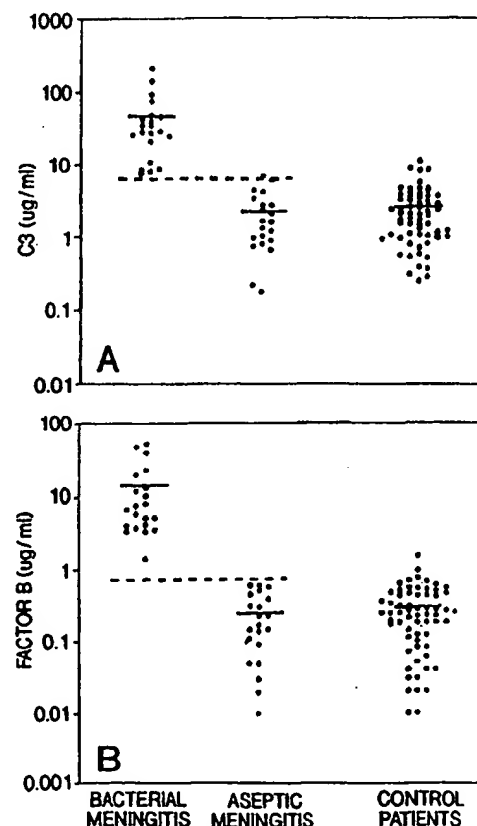 1000
100
10
1
0.1
0.01
C3 (ug/ml)
A
100
10
1
0.1
0.01
0.001
FACTOR B (ug/ml)
B
BACTERIAL MENINGITIS
ASEPTIC MENINGITIS
CONTROL PATIENTS